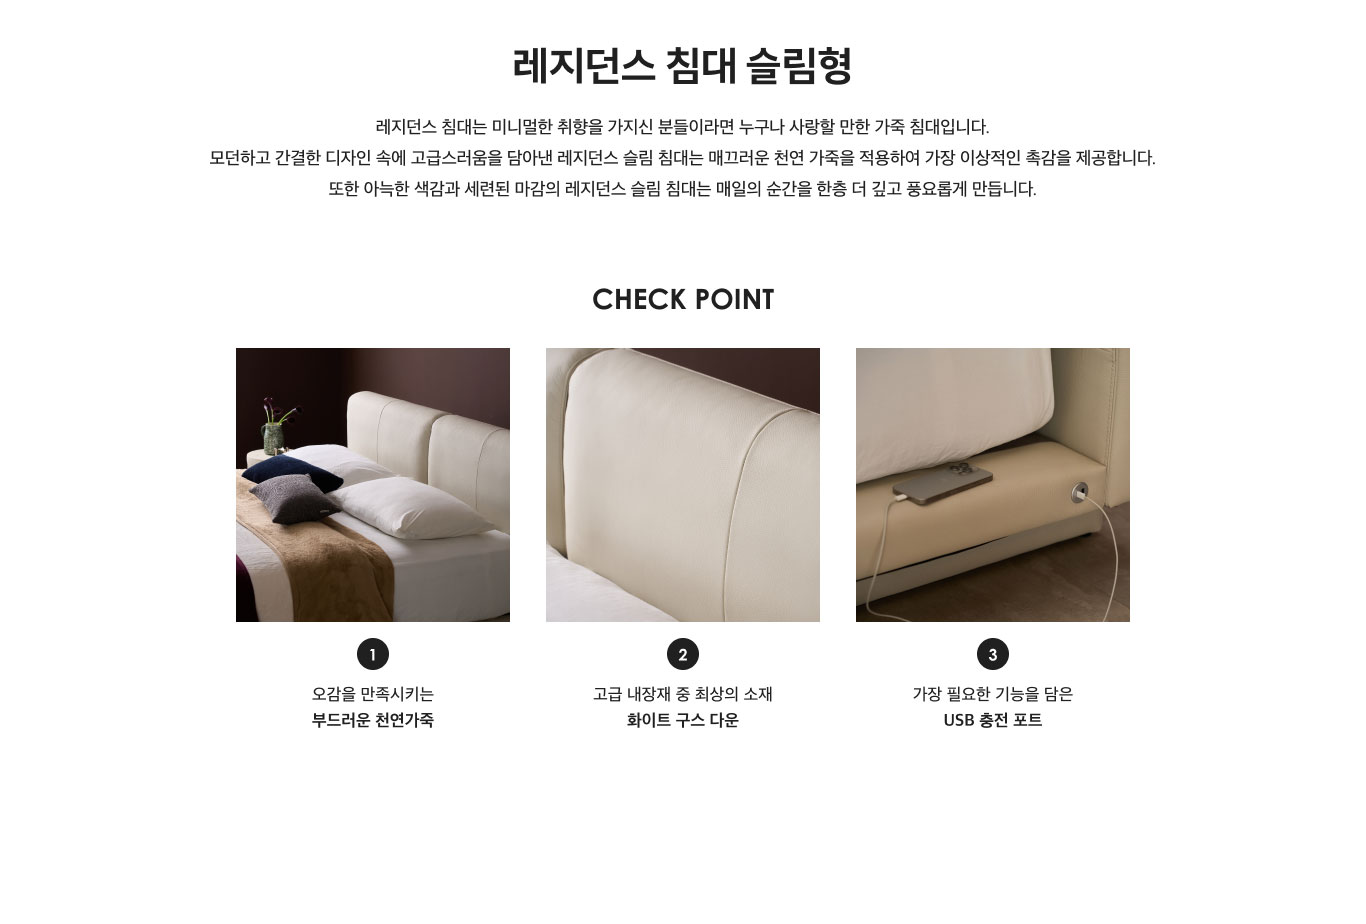 레지던스 침대 슬림형
레지던스 침대는 미니멀한 취향을 가지신 분들이라면 누구나 사랑할 만한 가죽 침대입니다.
모던하고 간결한 디자인 속에 고급스러움을 담아낸 레지던스 슬림 침대는 매끄러운 천연 가죽을 적용하여 가장 이상적인 촉감을 제공합니다.
또한 아늑한 색감과 세련된 마감의 레지던스 슬림 침대는 매일의 순간을 한층 더 깊고 풍요롭게 만듭니다.
CHECK POINT
1
오감을 만족시키는
부드러운 천연가죽
2
고급 내장재 중 최상의 소재
화이트 구스 다운
3
가장 필요한 기능을 담은
USB 충전 포트